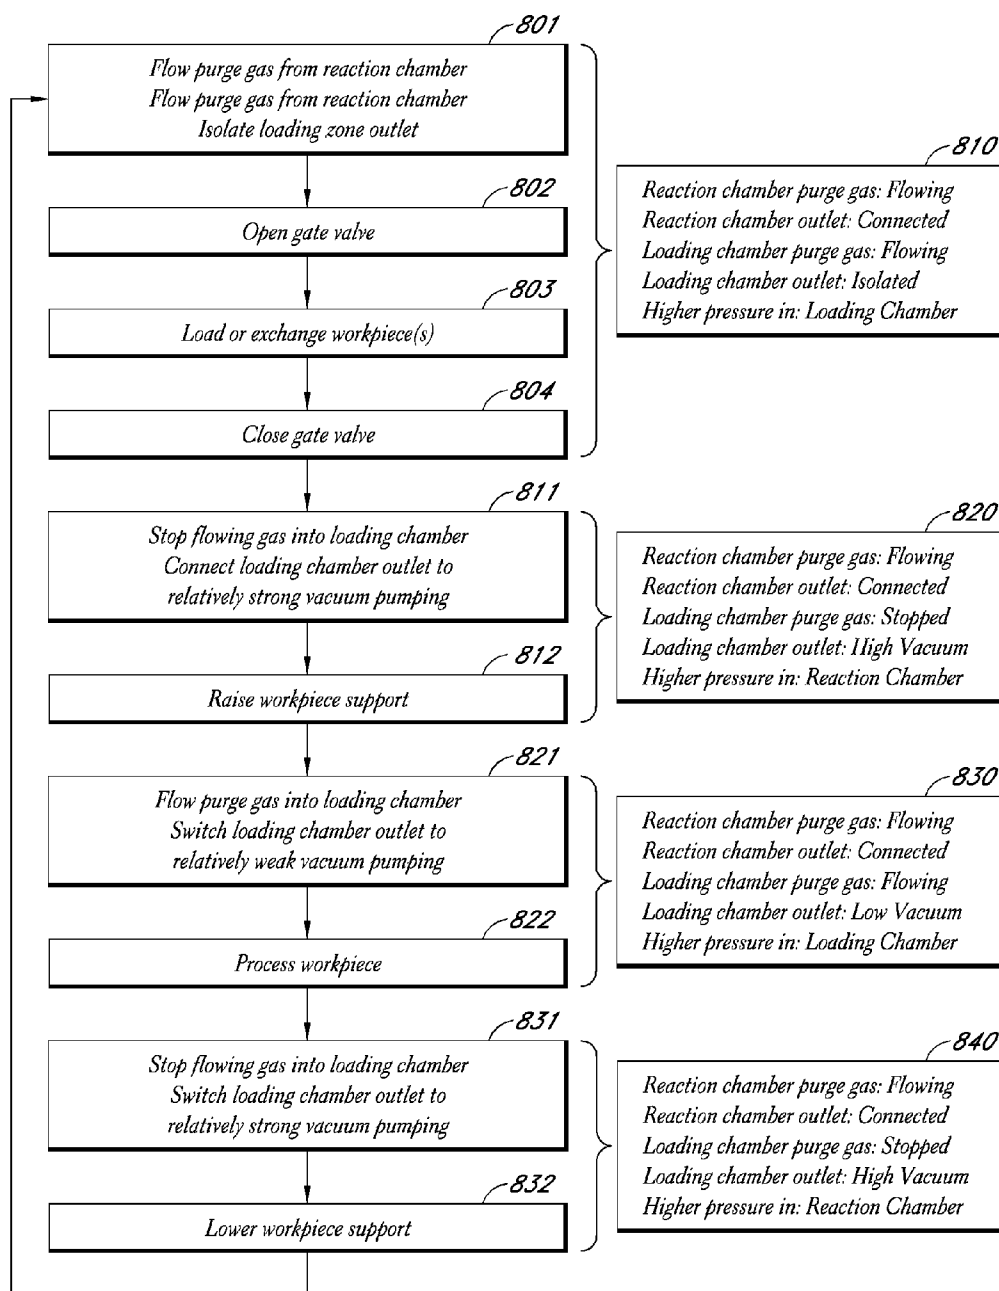 801
Flow purge gas from reaction chamber
Flow purge gas from reaction chamber
Isolate loading zone outlet
802
Open gate valve
803
Load or exchange workpiece(s)
804
Close gate valve
810
Reaction chamber purge gas: Flowing
Reaction chamber outlet: Connected
Loading chamber purge gas: Flowing
Loading chamber outlet: Isolated
Higher pressure in: Loading Chamber
811
Stop flowing gas into loading chamber
Connect loading chamber outlet to
relatively strong vacuum pumping
812
Raise workpiece support
820
Reaction chamber purge gas: Flowing
Reaction chamber outlet: Connected
Loading chamber purge gas: Stopped
Loading chamber outlet: High Vacuum
Higher pressure in: Reaction Chamber
821
Flow purge gas into loading chamber
Switch loading chamber outlet to
relatively weak vacuum pumping
822
Process workpiece
830
Reaction chamber purge gas: Flowing
Reaction chamber outlet: Connected
Loading chamber purge gas: Flowing
Loading chamber outlet: Low Vacuum
Higher pressure in: Loading Chamber
831
Stop flowing gas into loading chamber
Switch loading chamber outlet to
relatively strong vacuum pumping
832
Lower workpiece support
840
Reaction chamber purge gas: Flowing
Reaction chamber outlet: Connected
Loading chamber purge gas: Stopped
Loading chamber outlet: High Vacuum
Higher pressure in: Reaction Chamber